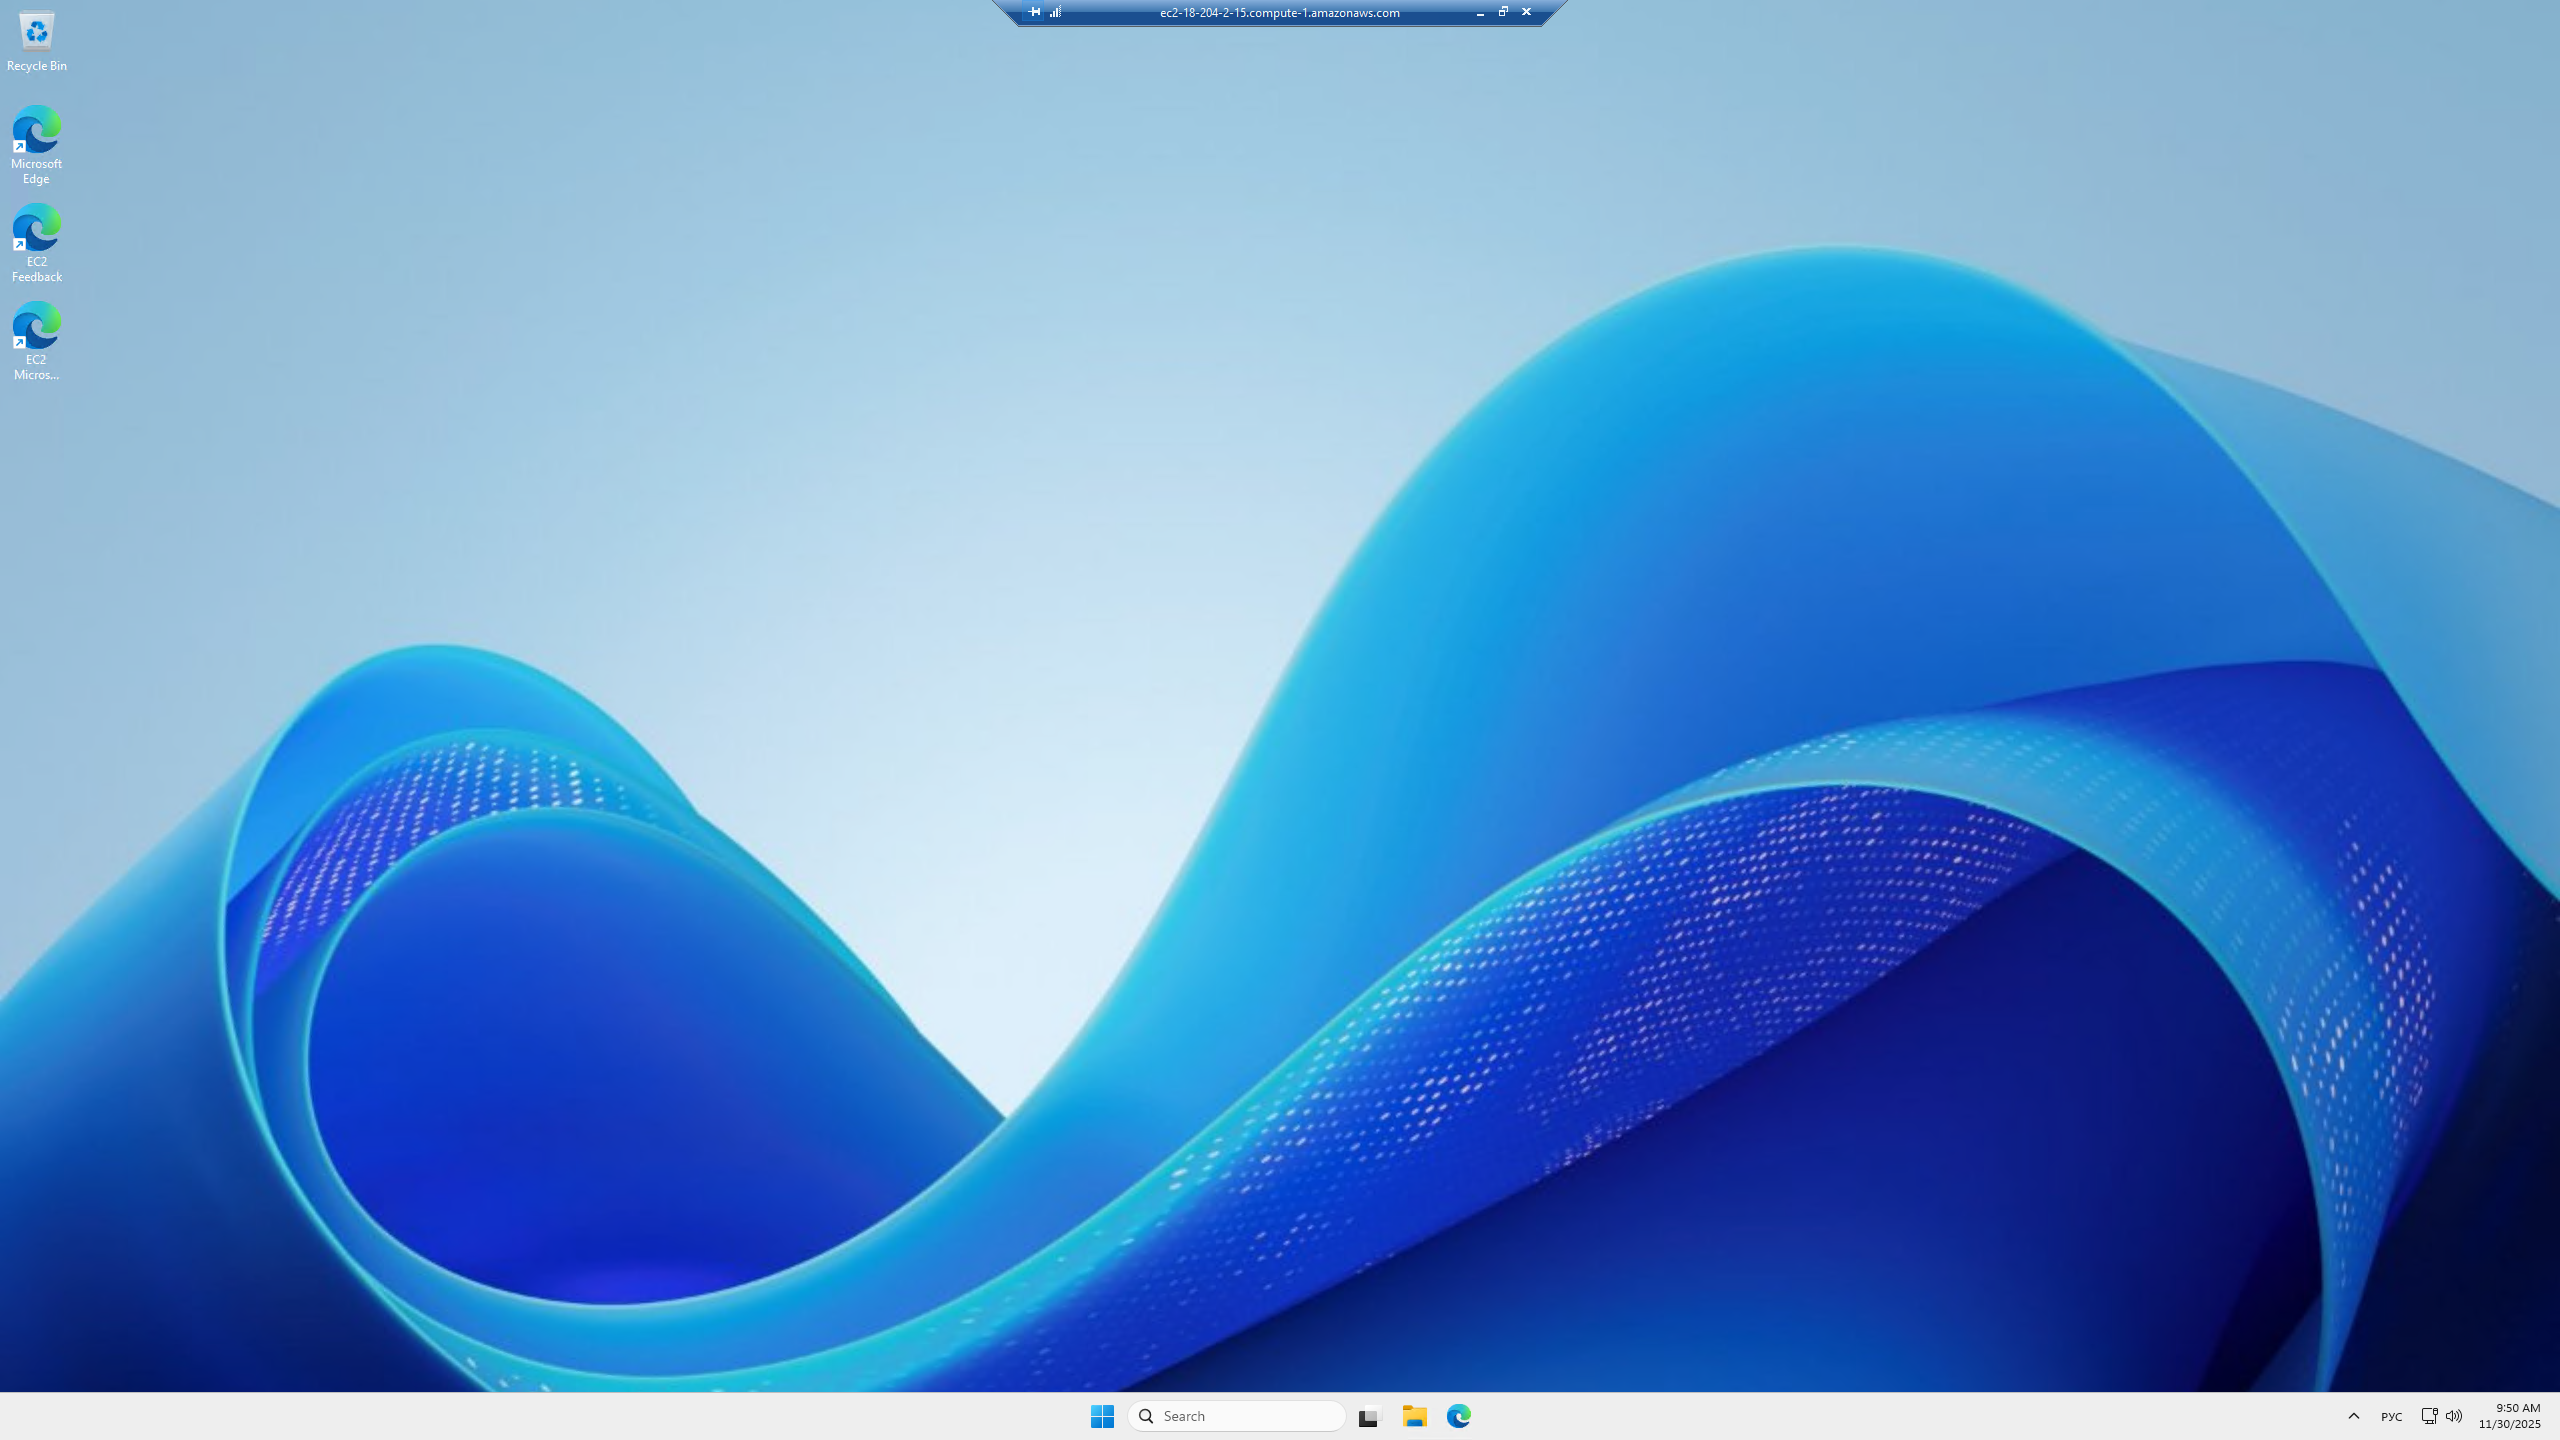 ec2-18-204-2-15.compute-1.amazonaws.com
Recycle Bin
Microsoft
Edge
EC2
Feedback
EC2
Micros...
Search
РУС
9:50 AM
11/30/2025